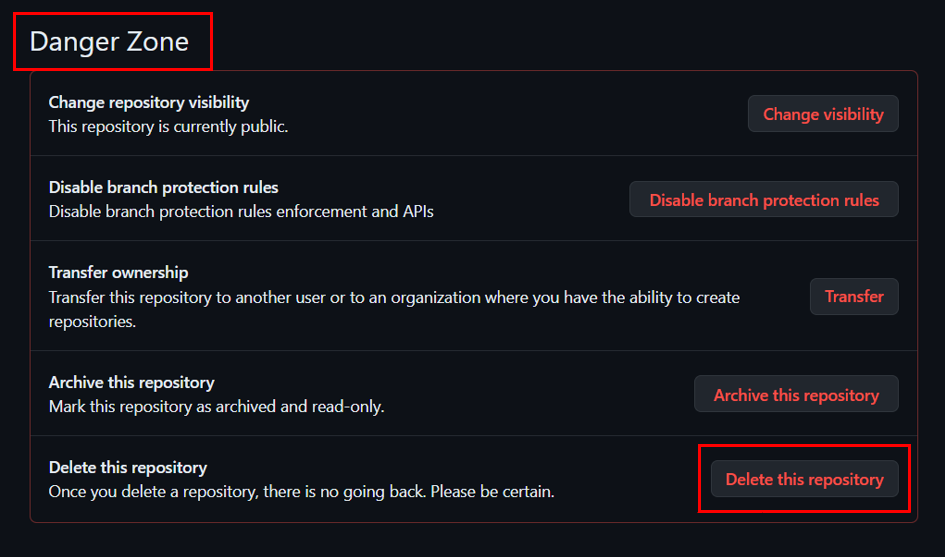 Danger Zone
Change repository visibility
This repository is currently public.
Change visibility
Disable branch protection rules
Disable branch protection rules enforcement and APIs
Disable branch protection rules
Transfer ownership
Transfer this repository to another user or to an organization where you have the ability to create
repositories.
Transfer
Archive this repository
Mark this repository as archived and read-only.
Archive this repository
Delete this repository
Once you delete a repository, there is no going back. Please be certain.
Delete this repository